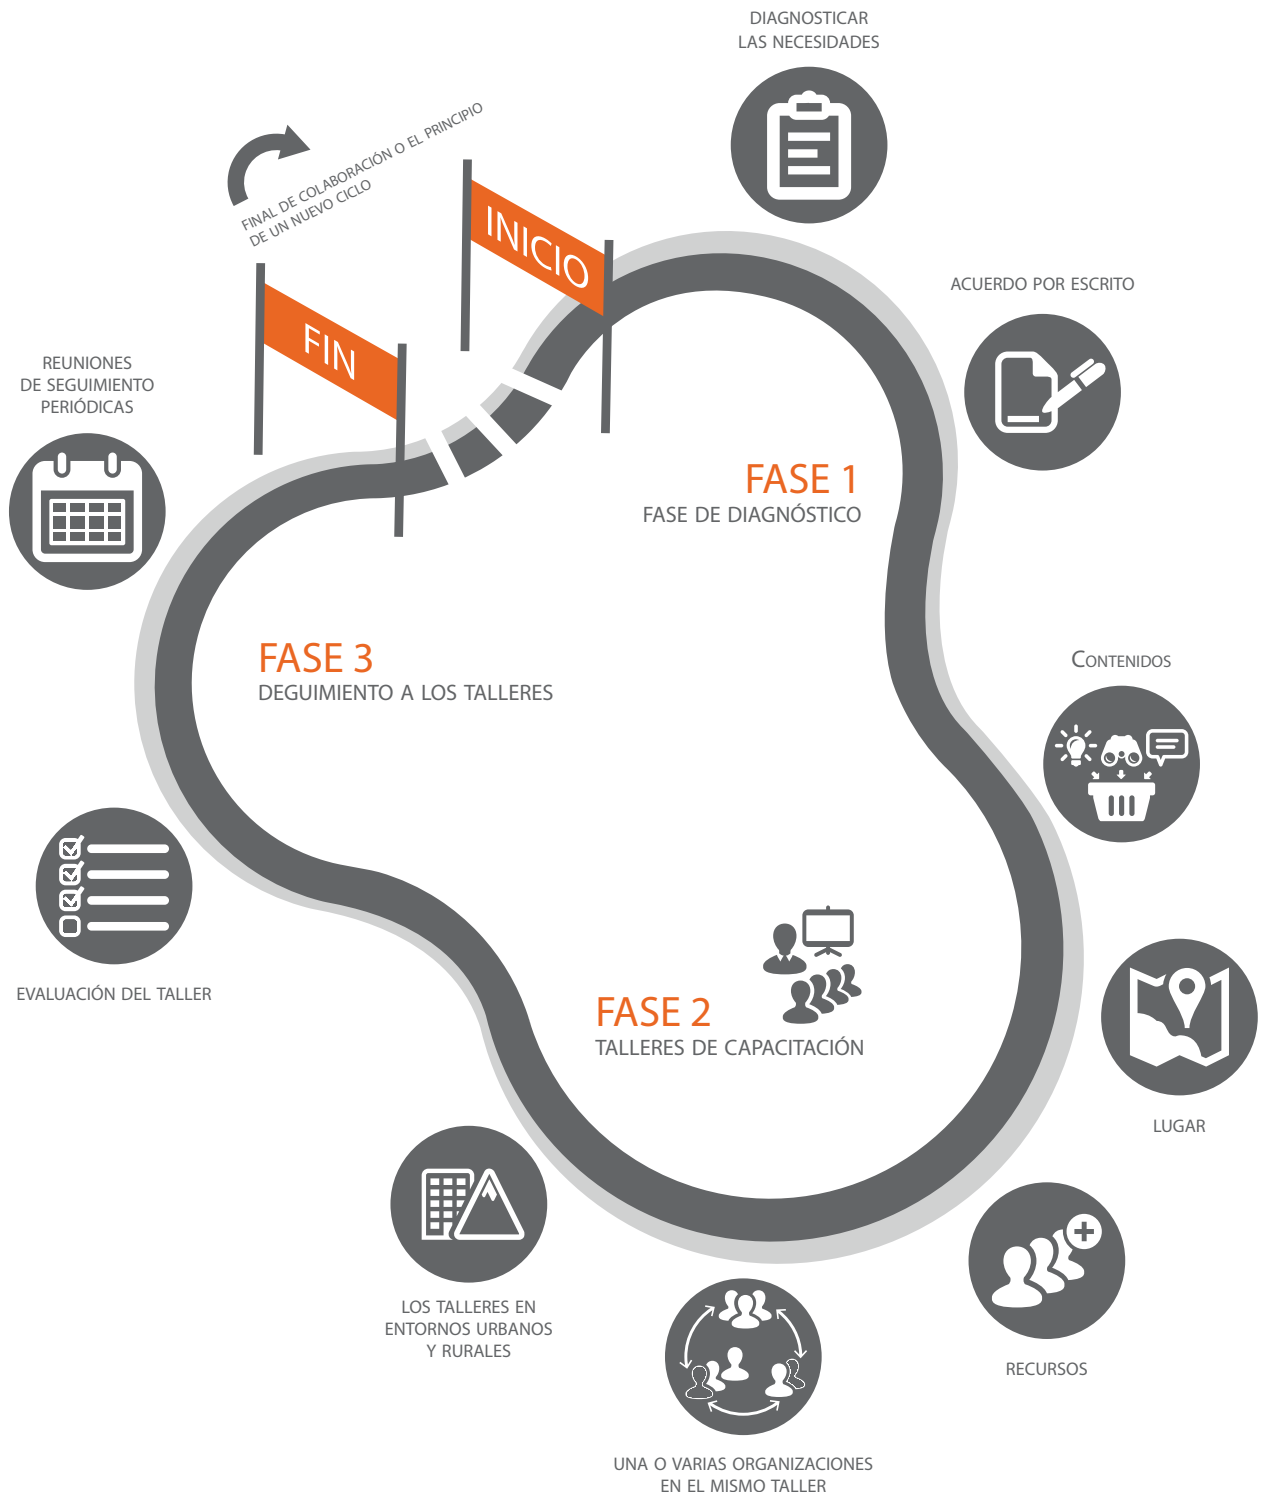 DIAGNOSTICAR
LAS NECESIDADES
FINAL DE COLABORACIÓN O EL PRINCIPIO
DE UN NUEVO CICLO
INICIO
FIN
ACUERDO POR ESCRITO
REUNIONES
DE SEGUIMIENTO
PERIÓDICAS
FASE 1
FASE DE DIAGNÓSTICO
FASE 3
DEGUIMIENTO A LOS TALLERES
CONTENIDOS
EVALUACIÓN DEL TALLER
FASE 2
TALLERES DE CAPACITACIÓN
LUGAR
LOS TALLERES EN
ENTORNOS URBANOS
Y RURALES
RECURSOS
UNA O VARIAS ORGANIZACIONES
EN EL MISMO TALLER